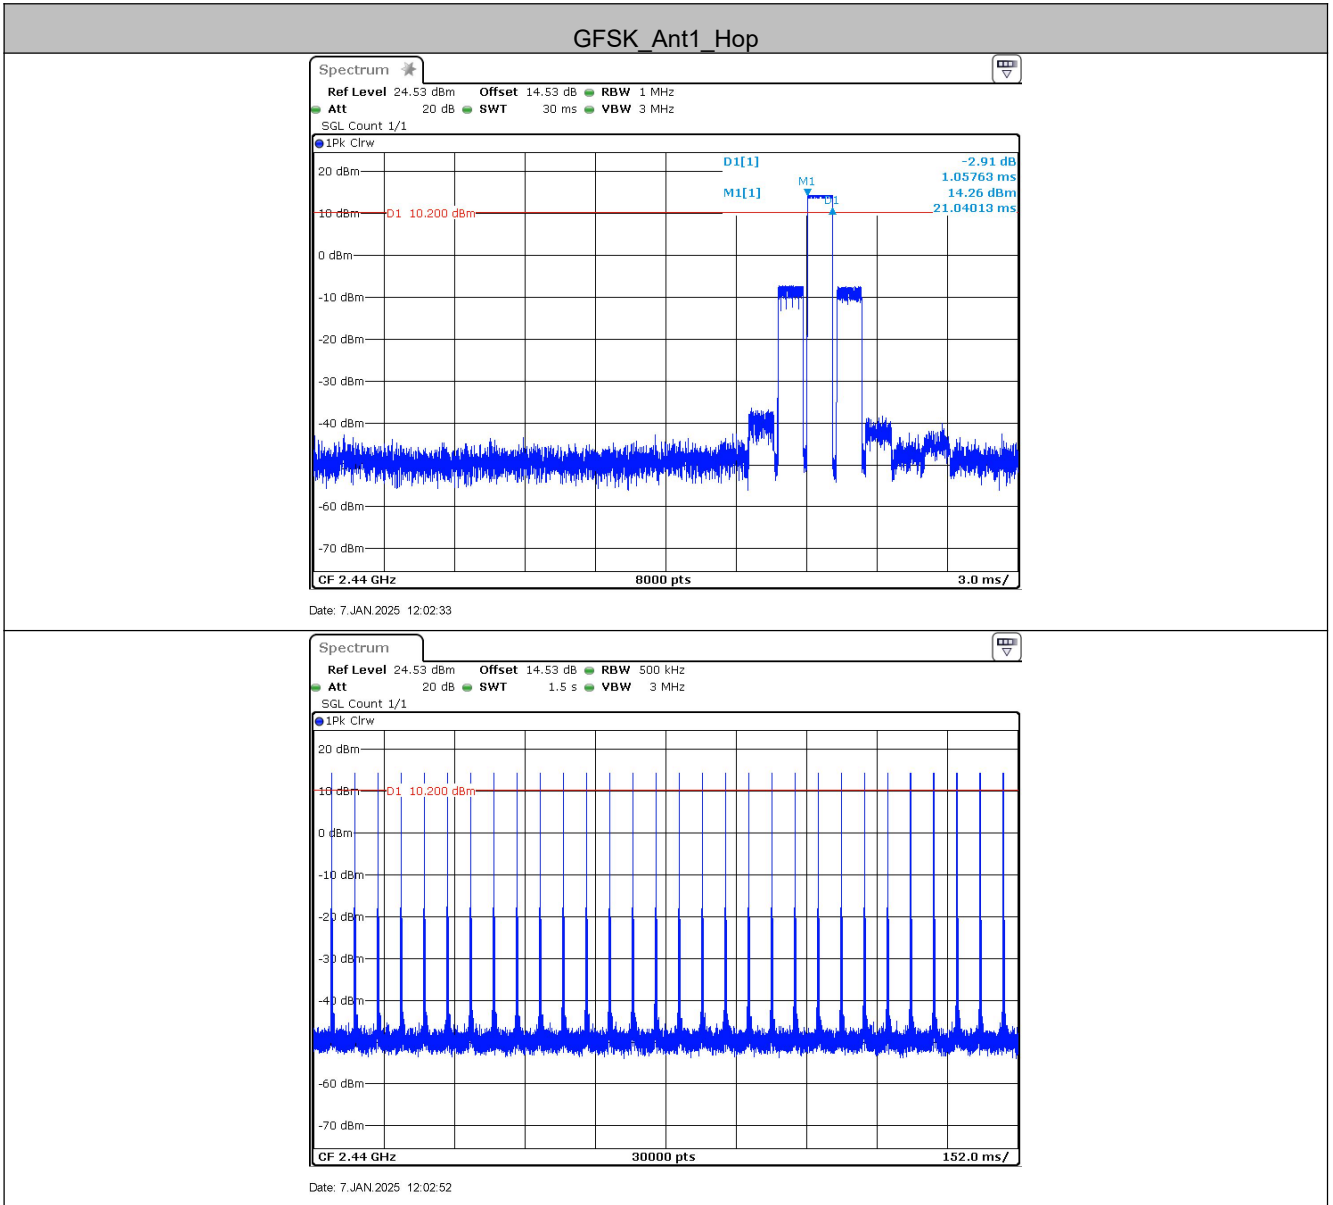 GFSK_Ant1_Hop
Spectrum
Ref Level 24.53 dBm Offset 14.53 dB RBW 1 MHz
Att 20 dB SWT 30 ms VBW 3 MHz
SGL Count 1/1
1Pk Clrw
D1[1] -2.91 dB
1.05763 ms
M1[1] 14.26 dBm
21.04013 ms
M1
D1
20 dBm
10 dBm
D1 10.200 dBm
0 dBm
-10 dBm
-20 dBm
-30 dBm
-40 dBm
-60 dBm
-70 dBm
CF 2.44 GHz 8000 pts 3.0 ms/
Date: 7.JAN.2025 12:02:33
Spectrum
Ref Level 24.53 dBm Offset 14.53 dB RBW 500 kHz
Att 20 dB SWT 1.5 s VBW 3 MHz
SGL Count 1/1
1Pk Clrw
20 dBm
10 dBm
D1 10.200 dBm
0 dBm
-10 dBm
-20 dBm
-30 dBm
-40 dBm
-60 dBm
-70 dBm
CF 2.44 GHz 30000 pts 152.0 ms/
Date: 7.JAN.2025 12:02:52